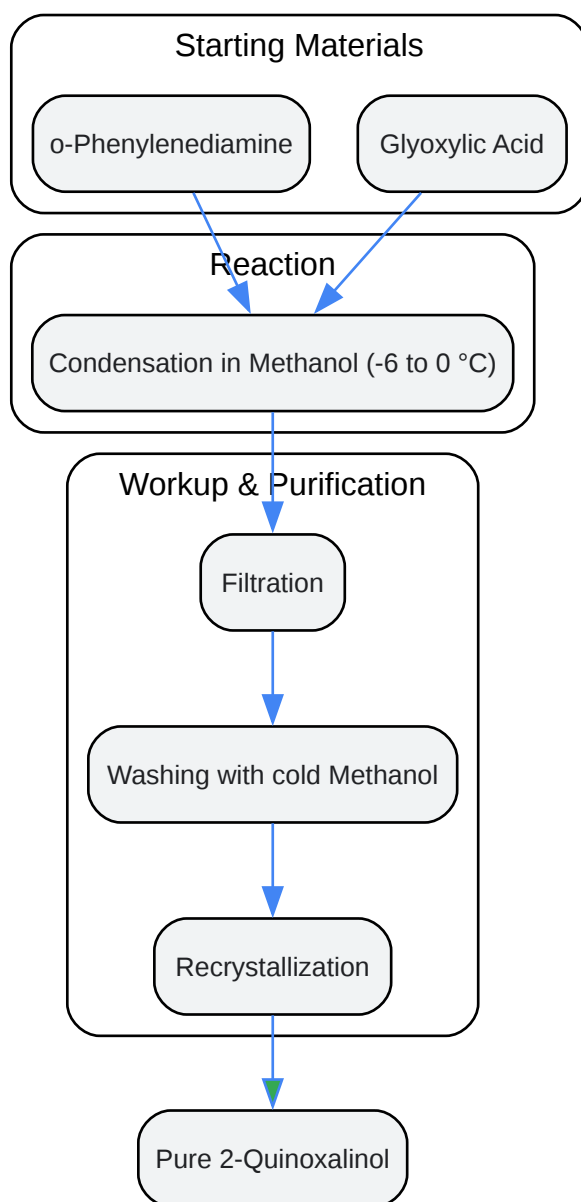 Starting Materials
o-Phenylenediamine
Glyoxylic Acid
Reaction
Condensation in Methanol (-6 to 0 °C)
Workup & Purification
Filtration
Washing with cold Methanol
Recrystallization
Pure 2-Quinoxalinol